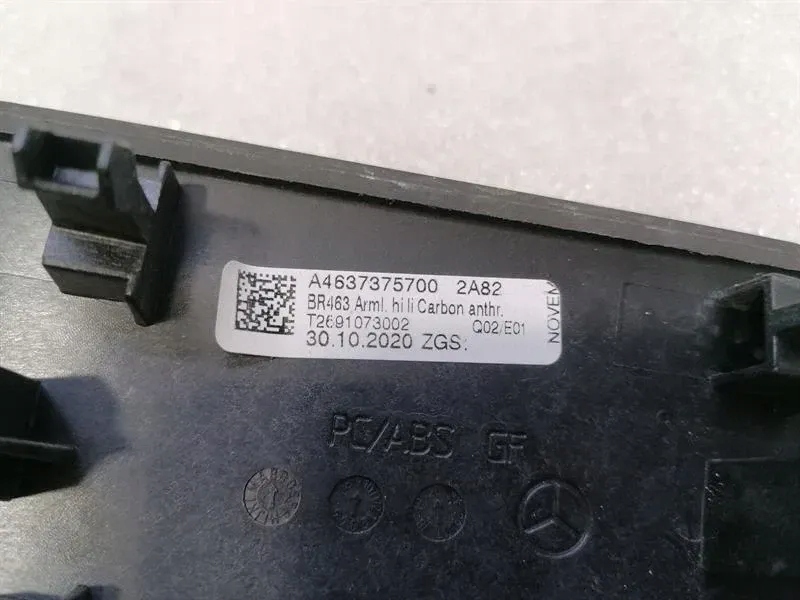 A4637375700 2A82
BR463 Arml. hi li Carbon anthr.
T2691073002 Q02/E01
30.10.2020 ZGS:
NOVEM
PC/ABS GF